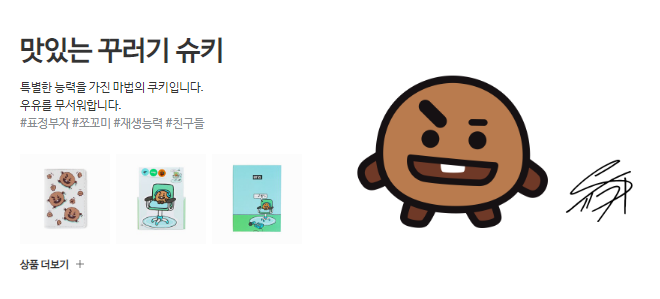 맛있는 꾸러기 슈키
특별한 능력을 가진 마법의 쿠키입니다.
우유를 무서워합니다.
#표정부자 #쪼꼬미 #재생능력 #친구들
상품 더보기 +